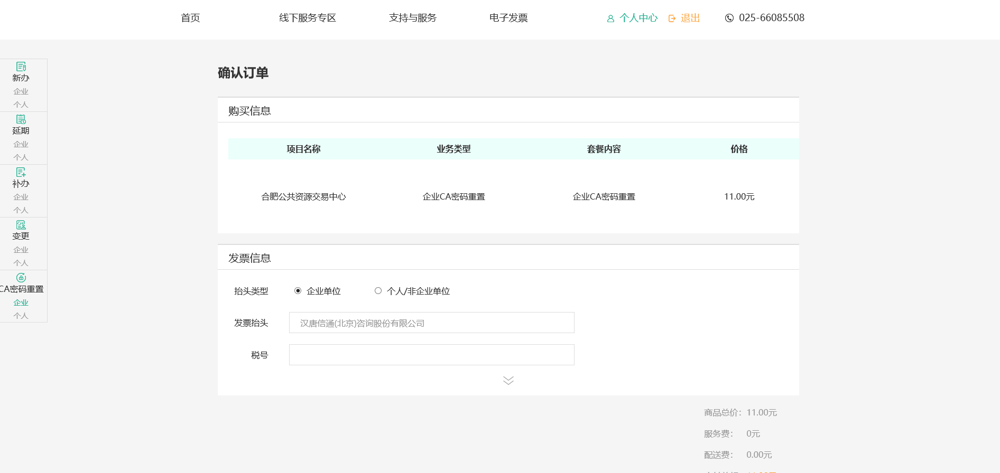 首页 线下服务专区 支持与服务 电子发票 个人中心 退出 025-66085508
新办
企业
个人
延期
企业
个人
补办
企业
个人
变更
企业
个人
CA密码重置
企业
个人
确认订单
购买信息
项目名称 业务类型 套餐内容 价格
合肥公共资源交易中心 企业CA密码重置 企业CA密码重置 11.00元
发票信息
抬头类型 企业单位 个人/非企业单位
发票抬头 汉唐信通(北京)咨询股份有限公司
税号
商品总价: 11.00元
服务费: 0元
配送费: 0.00元